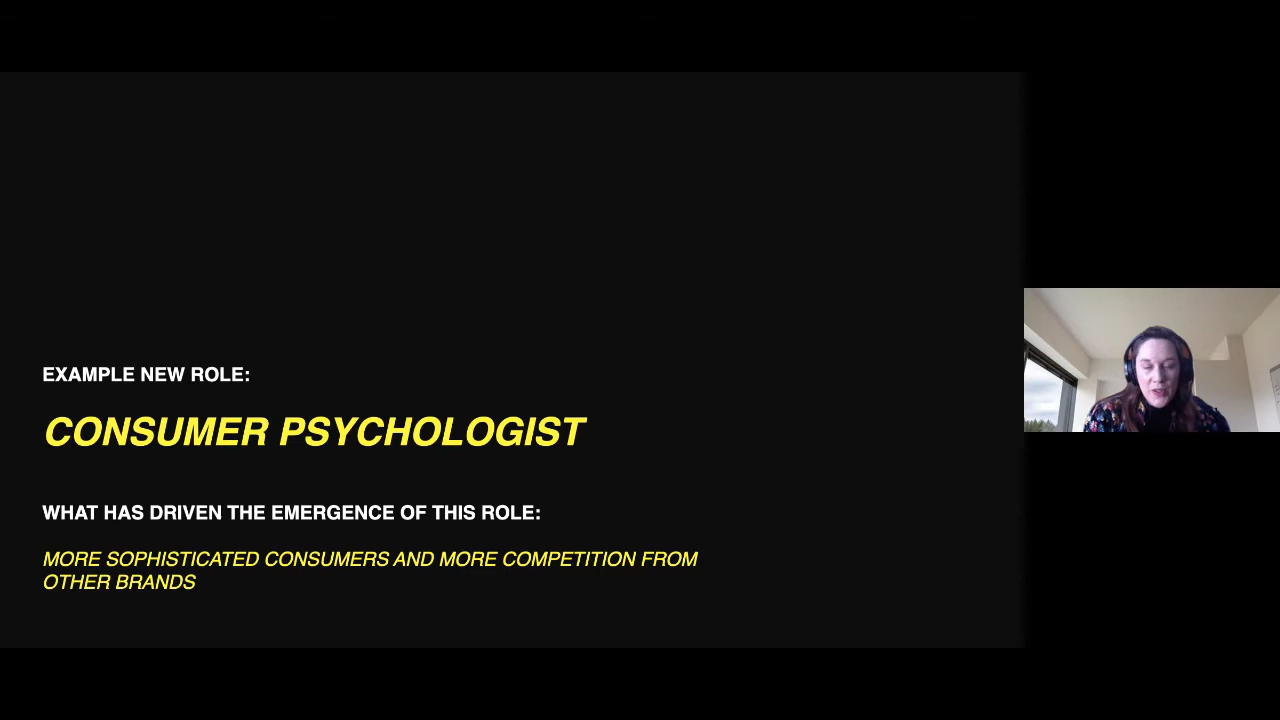 EXAMPLE NEW ROLE:
CONSUMER PSYCHOLOGIST
WHAT HAS DRIVEN THE EMERGENCE OF THIS ROLE:
MORE SOPHISTICATED CONSUMERS AND MORE COMPETITION FROM
OTHER BRANDS